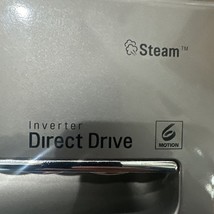 Steam™
Inverter
Direct Drive
6
MOTION